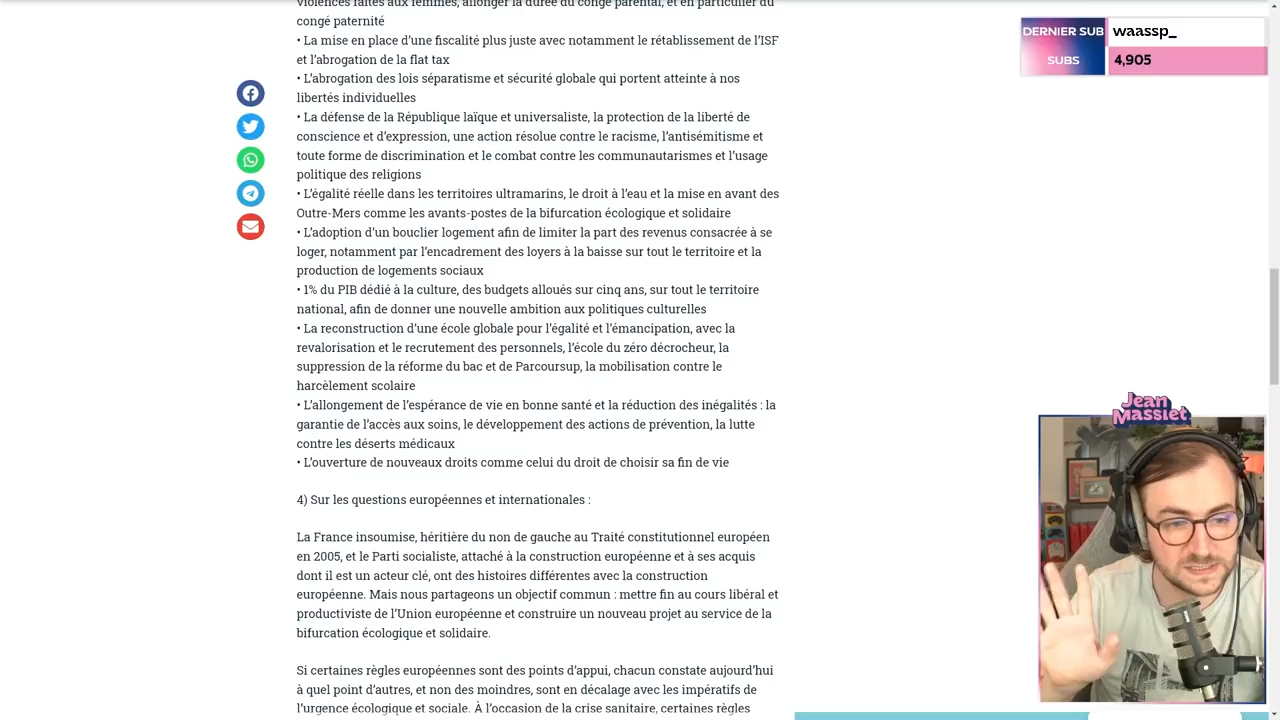 violences faites aux femmes, allonger la durée du congé parental, et en particulier du
congé paternité
• La mise en place d’une fiscalité plus juste avec notamment le rétablissement de l’ISF
et l’abrogation de la flat tax
• L’abrogation des lois séparatisme et sécurité globale qui portent atteinte à nos
libertés individuelles
• La défense de la République laïque et universaliste, la protection de la liberté de
conscience et d’expression, une action résolue contre le racisme, l’antisémitisme et
toute forme de discrimination et le combat contre les communautarismes et l’usage
politique des religions
• L’égalité réelle dans les territoires ultramarins, le droit à l’eau et la mise en avant des
Outre-Mers comme les avants-postes de la bifurcation écologique et solidaire
• L’adoption d’un bouclier logement afin de limiter la part des revenus consacrée à se
loger, notamment par l’encadrement des loyers à la baisse sur tout le territoire et la
production de logements sociaux
• 1% du PIB dédié à la culture, des budgets alloués sur cinq ans, sur tout le territoire
national, afin de donner une nouvelle ambition aux politiques culturelles
• La reconstruction d’une école globale pour l’égalité et l’émancipation, avec la
revalorisation et le recrutement des personnels, l’école du zéro décrocheur, la
suppression de la réforme du bac et de Parcoursup, la mobilisation contre le
harcèlement scolaire
• L’allongement de l’espérance de vie en bonne santé et la réduction des inégalités : la
garantie de l’accès aux soins, le développement des actions de prévention, la lutte
contre les déserts médicaux
• L’ouverture de nouveaux droits comme celui du droit de choisir sa fin de vie
4) Sur les questions européennes et internationales :
La France insoumise, héritière du non de gauche au Traité constitutionnel européen
en 2005, et le Parti socialiste, attaché à la construction européenne et à ses acquis
dont il est un acteur clé, ont des histoires différentes avec la construction
européenne. Mais nous partageons un objectif commun : mettre fin au cours libéral et
productiviste de l’Union européenne et construire un nouveau projet au service de la
bifurcation écologique et solidaire.
Si certaines règles européennes sont des points d’appui, chacun constate aujourd’hui
à quel point d’autres, et non des moindres, sont en décalage avec les impératifs de
l’urgence écologique et sociale. À l’occasion de la crise sanitaire, certaines règles
DERNIER SUB waassp_
SUBS 4,905
Jean
Massiet